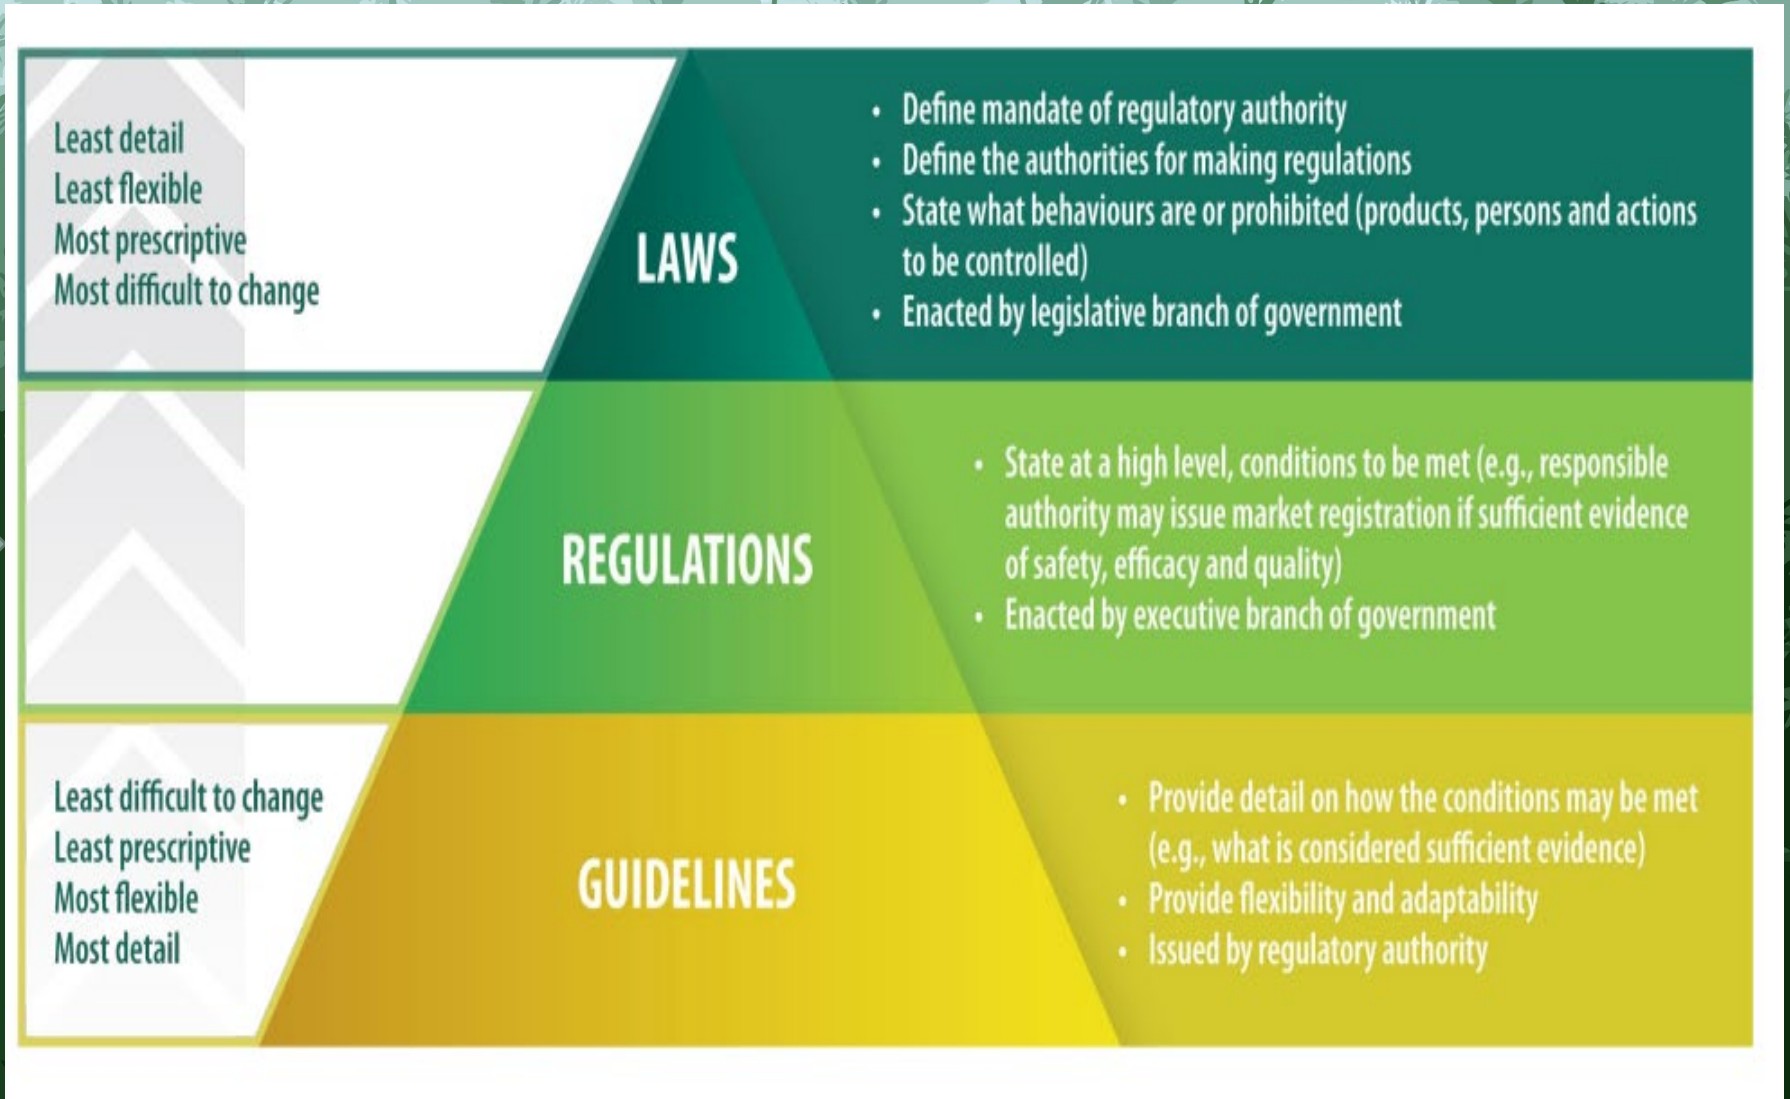 Least detail
Least flexible
Most prescriptive
Most difficult to change
LAWS
• Define mandate of regulatory authority
• Define the authorities for making regulations
• State what behaviours are or prohibited (products, persons and actions
to be controlled)
• Enacted by legislative branch of government
REGULATIONS
• State at a high level, conditions to be met (e.g., responsible
authority may issue market registration if sufficient evidence
of safety, efficacy and quality)
• Enacted by executive branch of government
Least difficult to change
Least prescriptive
Most flexible
Most detail
GUIDELINES
• Provide detail on how the conditions may be met
(e.g., what is considered sufficient evidence)
• Provide flexibility and adaptability
• Issued by regulatory authority